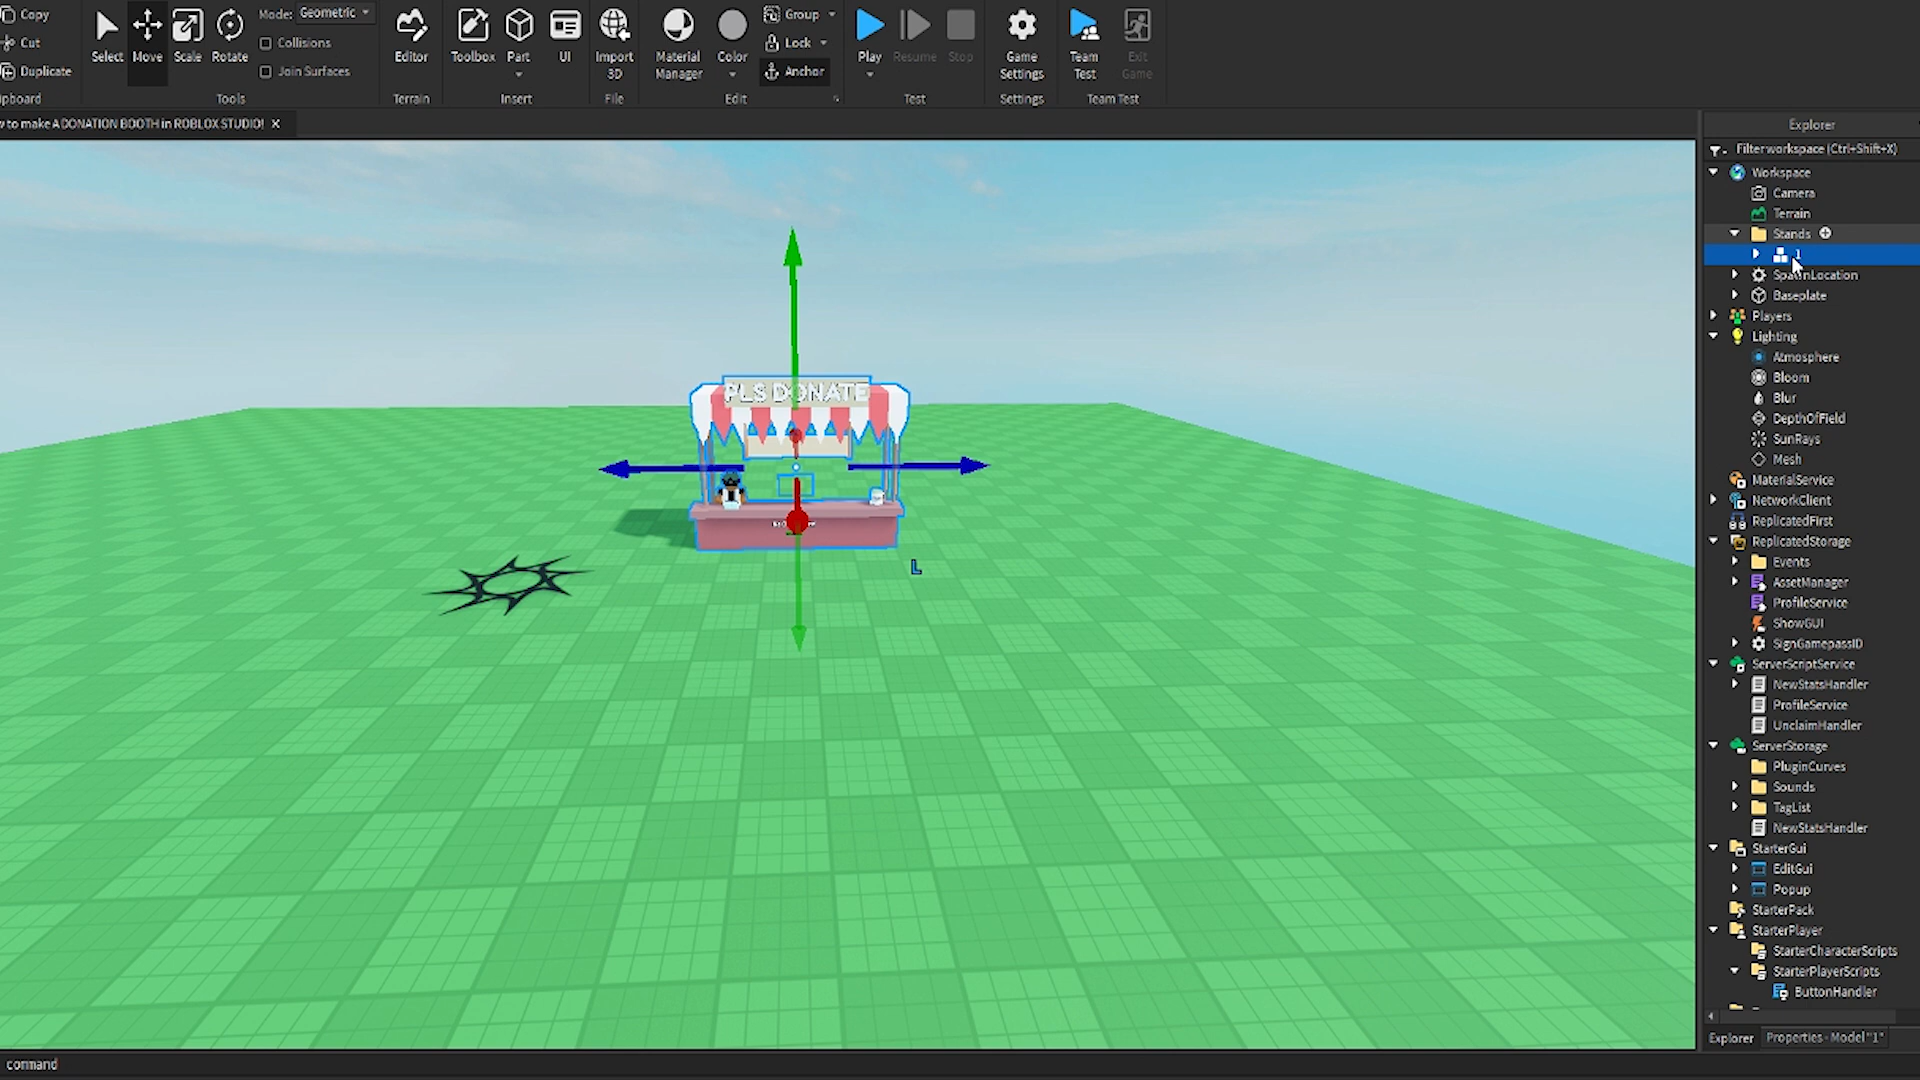 Copy
Cut
Duplicate
ipboard
Select
Move
Scale
Rotate
Mode: Geometric
Collisions
Join Surfaces
Tools
Editor
Terrain
Toolbox
Part
UI
Insert
Import
3D
File
Material
Manager
Color
Group
Lock
Anchor
Edit
Play
Resume
Stop
Test
Game
Settings
Settings
Team
Test
Exit
Game
Team Test
w to make A DONATION BOOTH in ROBLOX STUDIO!
PLS DONATE
L
Explorer
Filter workspace (Ctrl+Shift+X)
Workspace
Camera
Terrain
Stands
1
SpawnLocation
Baseplate
Players
Lighting
Atmosphere
Bloom
Blur
DepthOfField
SunRays
Mesh
MaterialService
NetworkClient
ReplicatedFirst
ReplicatedStorage
Events
AssetManager
ProfileService
ShowGUI
SignGamepassID
ServerScriptService
NewStatsHandler
ProfileService
UnclaimHandler
ServerStorage
PluginCurves
Sounds
TagList
NewStatsHandler
StarterGui
EditGui
Popup
StarterPack
StarterPlayer
StarterCharacterScripts
StarterPlayerScripts
ButtonHandler
Explorer
Properties - Model "1"
command